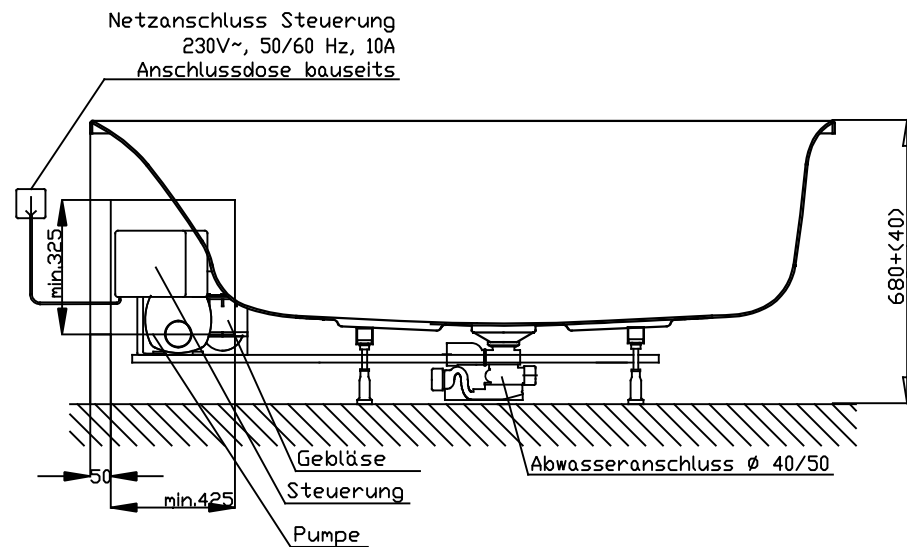 Netzanschluss Steuerung
230V~, 50/60 Hz, 10A
Anschlussdose bauseits
min.325
680+(40)
50
min.425
Gebläse
Steuerung
Pumpe
Abwasseranschluss Ø 40/50